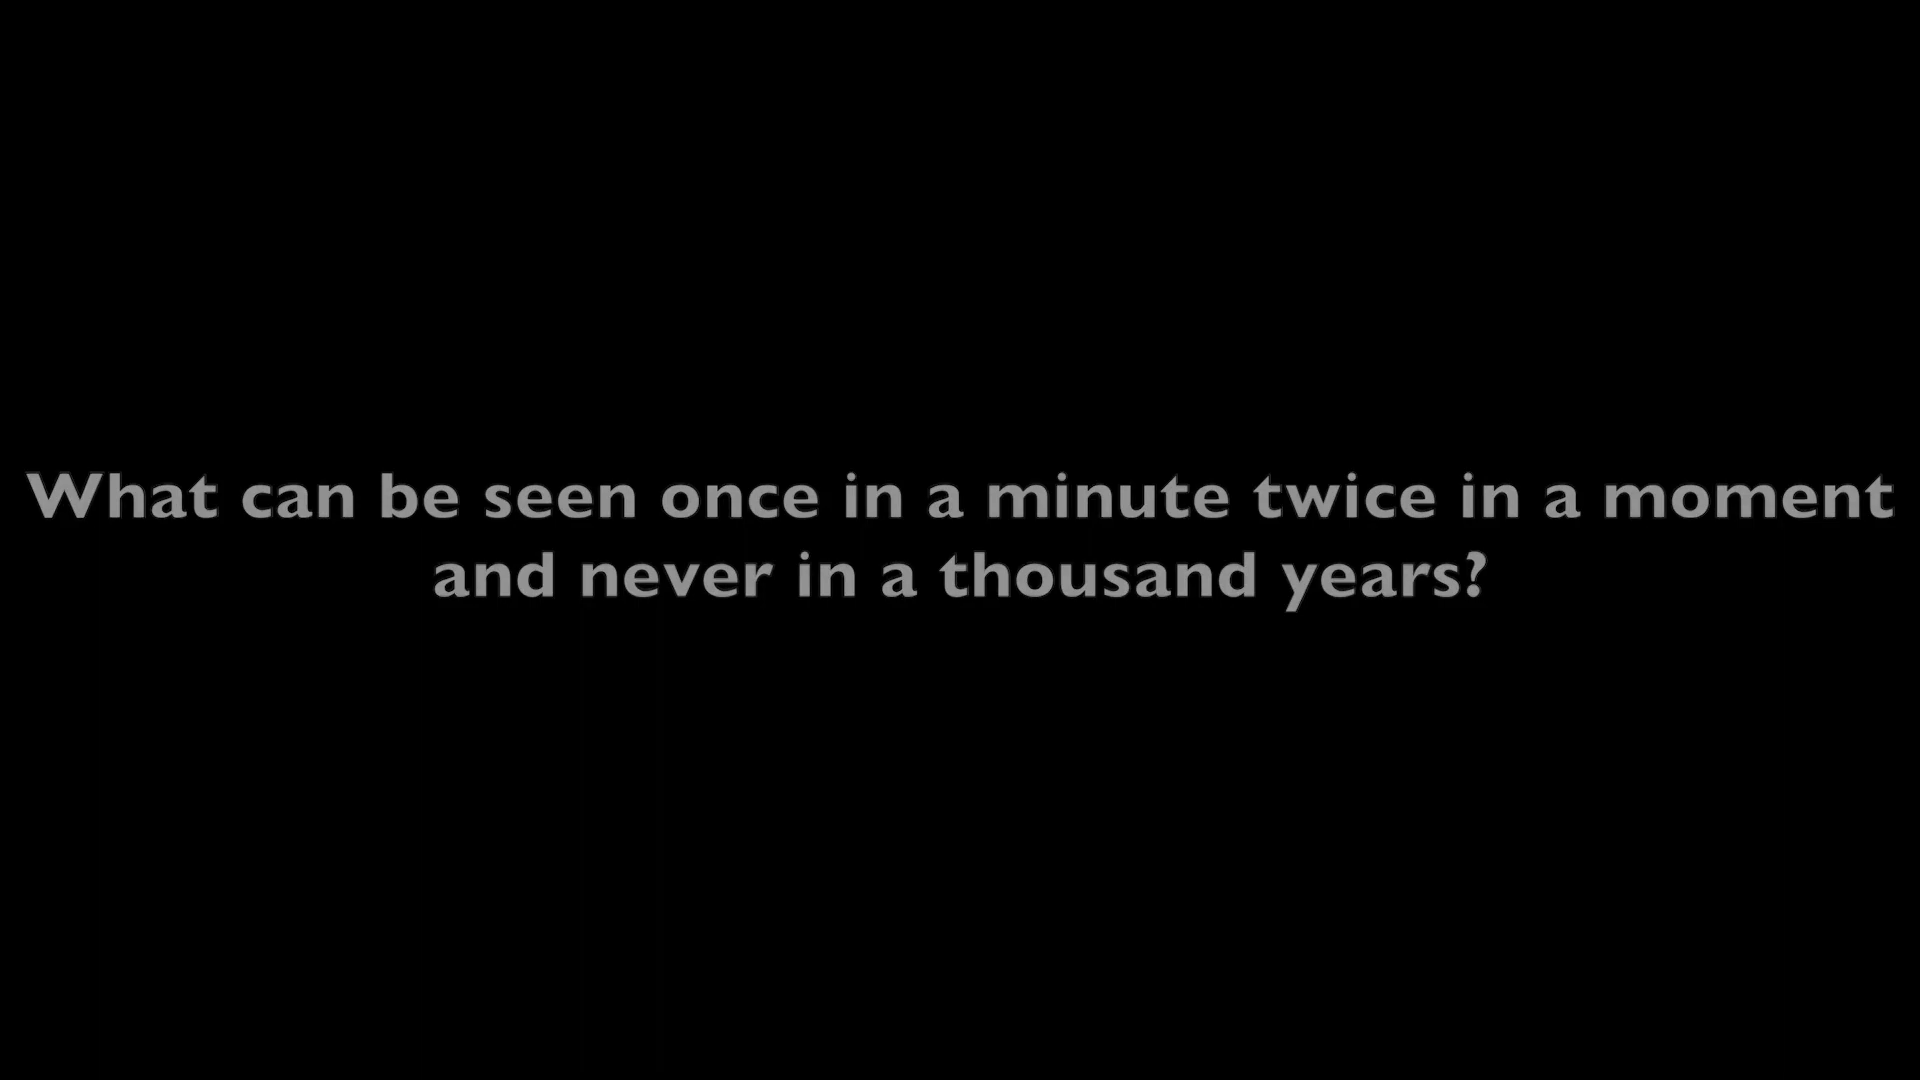 What can be seen once in a minute twice in a moment
and never in a thousand years?